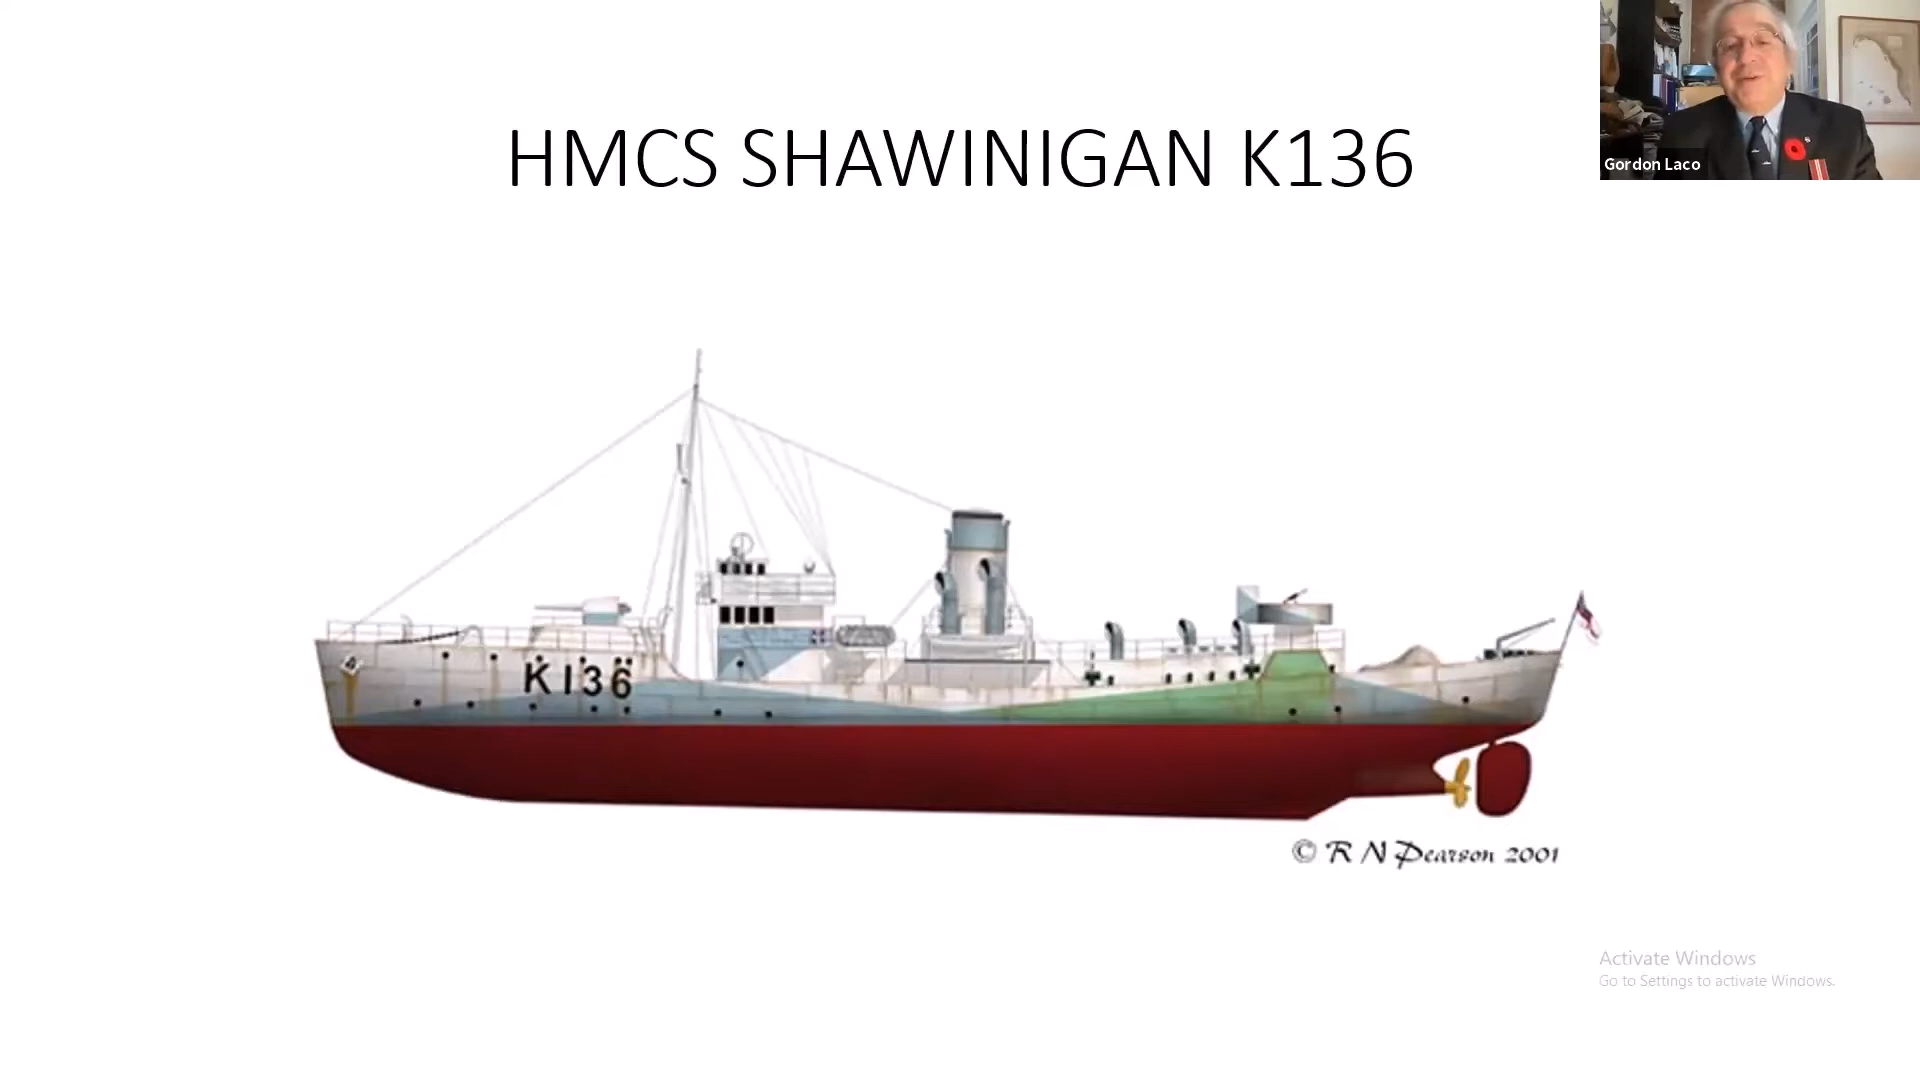 HMCS SHAWINIGAN K136
Gordon Laco
K136
© R N Pearson 2001
Activate Windows
Go to Settings to activate Windows.